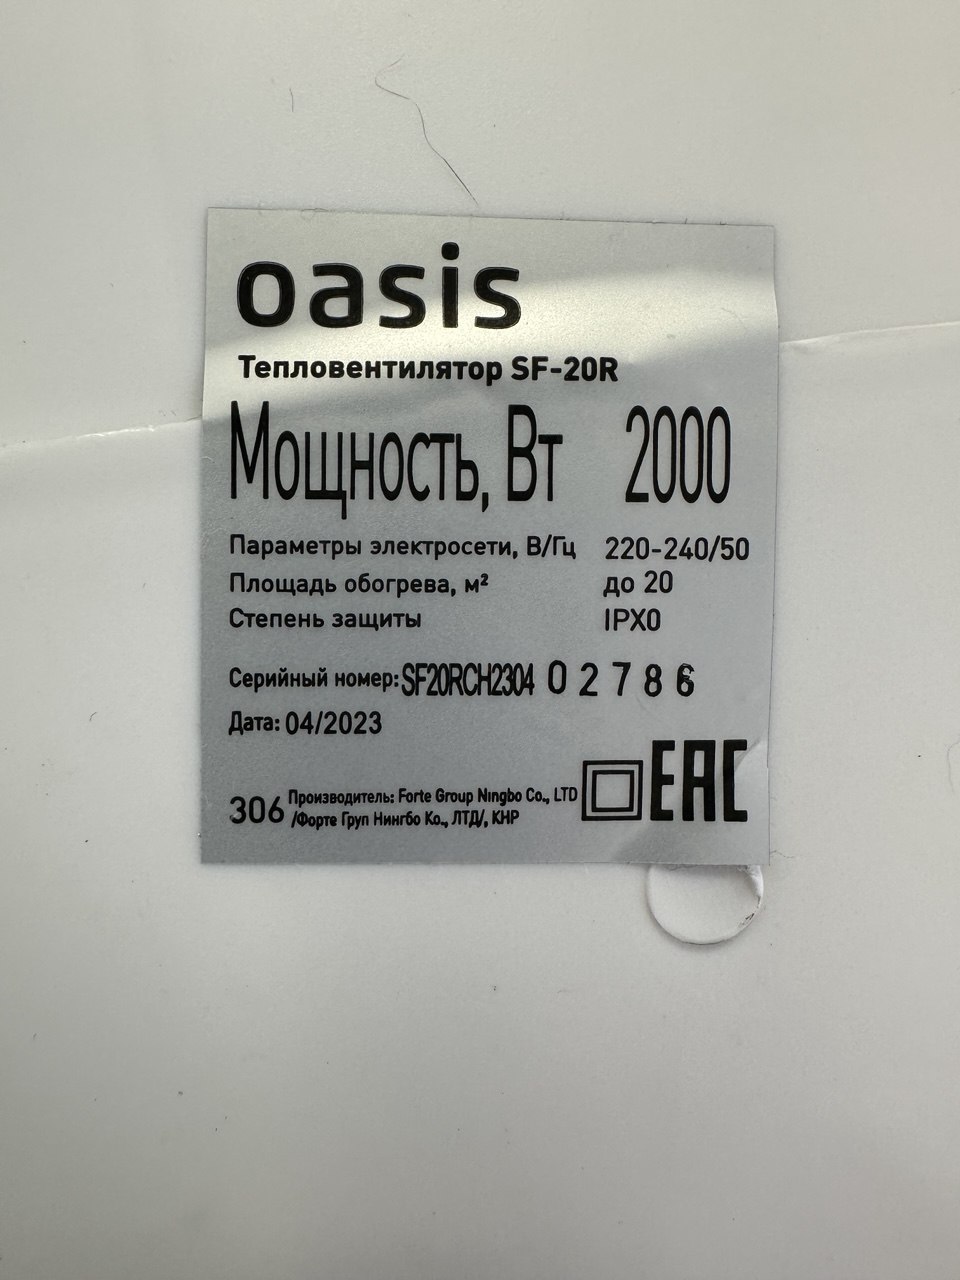 oasis
Тепловентилятор SF-20R
Мощность, Вт 2000
Параметры электросети, В/Гц 220-240/50
Площадь обогрева, м² до 20
Степень защиты IPX0
Серийный номер: SF20RCH2304 0 2 7 8 6
Дата: 04/2023
306 Производитель: Forte Group Ningbo Co., LTD
/Форте Груп Нингбо Ко., ЛТД/, КНР
EAC